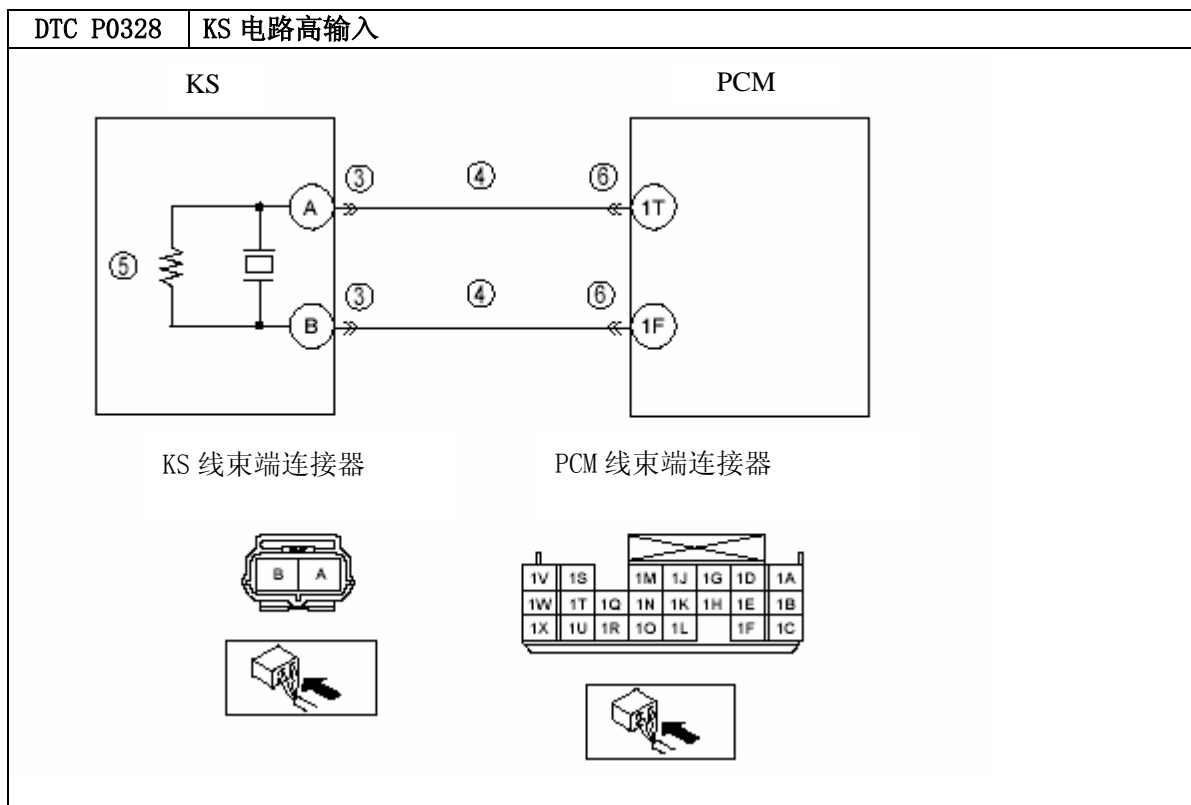 DTC P0328 KS 电路高输入
KS PCM
③ ④ ⑥
A 1T
⑤
③ ④ ⑥
B 1F
KS 线束端连接器 PCM 线束端连接器
B A
1V 1S 1M 1J 1G 1D 1A
1W 1T 1Q 1N 1K 1H 1E 1B
1X 1U 1R 1O 1L 1F 1C